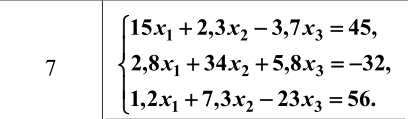 7
15x₁ + 2,3x₂ − 3,7x₃ = 45,
2,8x₁ + 34x₂ + 5,8x₃ = −32,
1,2x₁ + 7,3x₂ − 23x₃ = 56.